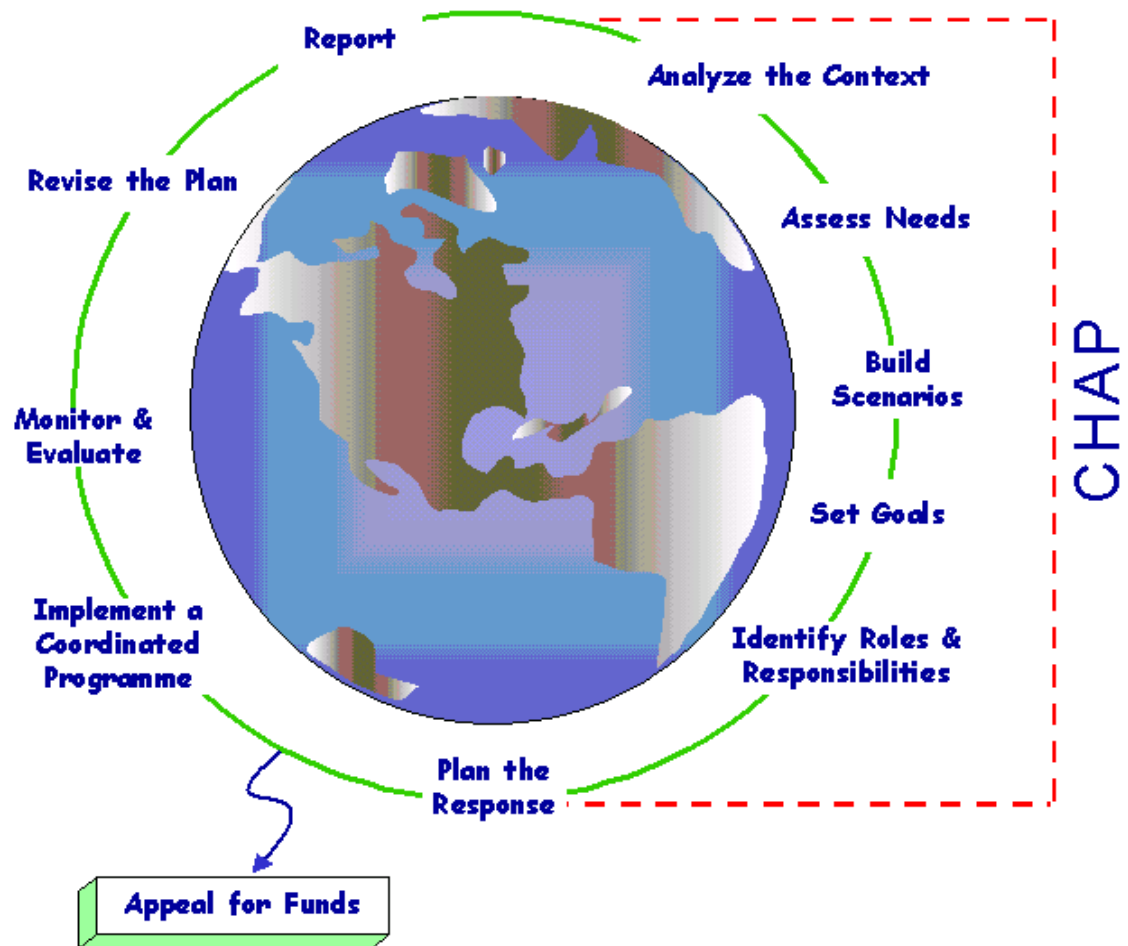 Report
Analyze the Context
Assess Needs
Build
Scenarios
Set Goals
Identify Roles &
Responsibilities
Plan the
Response
Implement a
Coordinated
Programme
Monitor &
Evaluate
Revise the Plan
Appeal for Funds
CHAP